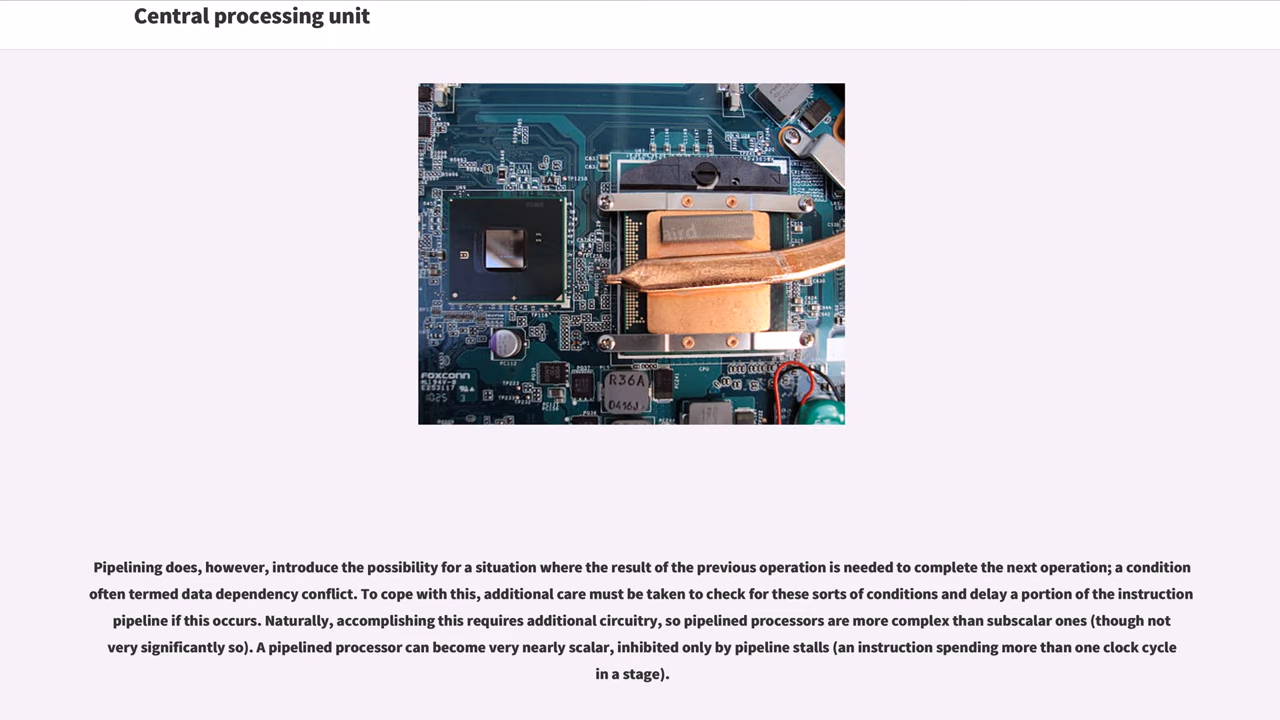 Central processing unit
aird
FOXCONN
1025 3
R36A
CPU
Pipelining does, however, introduce the possibility for a situation where the result of the previous operation is needed to complete the next operation; a condition
often termed data dependency conflict. To cope with this, additional care must be taken to check for these sorts of conditions and delay a portion of the instruction
pipeline if this occurs. Naturally, accomplishing this requires additional circuitry, so pipelined processors are more complex than subscalar ones (though not
very significantly so). A pipelined processor can become very nearly scalar, inhibited only by pipeline stalls (an instruction spending more than one clock cycle
in a stage).